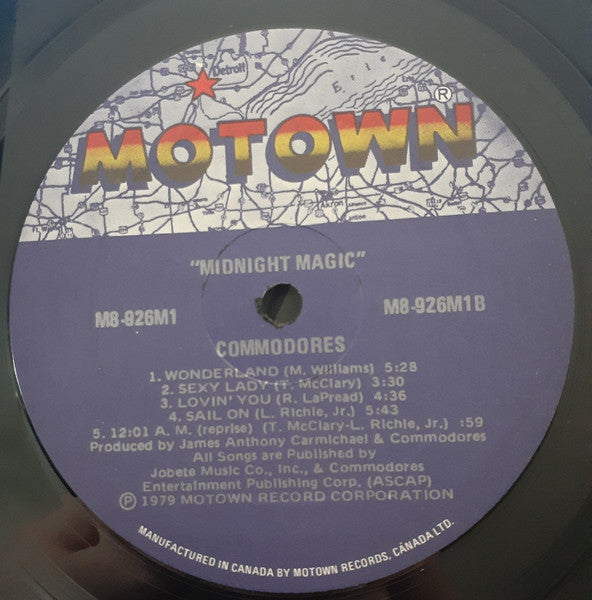 Detroit
Erie
®
MOTOWN
Akron
"MIDNIGHT MAGIC"
M8-926M1
M8-926M1B
COMMODORES
1. WONDERLAND (M. Williams) 5:28
2. SEXY LADY (T. McClary) 3:30
3. LOVIN' YOU (R. LaPread) 4:36
4. SAIL ON (L. Richie, Jr.) 5:43
5. 12:01 A. M. (reprise) (T. McClary-L. Richie, Jr.) :59
Produced by James Anthony Carmichael & Commodores
All Songs are Published by
Jobete Music Co., Inc., & Commodores
Entertainment Publishing Corp. (ASCAP)
℗ 1979 MOTOWN RECORD CORPORATION
MANUFACTURED IN CANADA BY MOTOWN RECORDS, CANADA LTD.